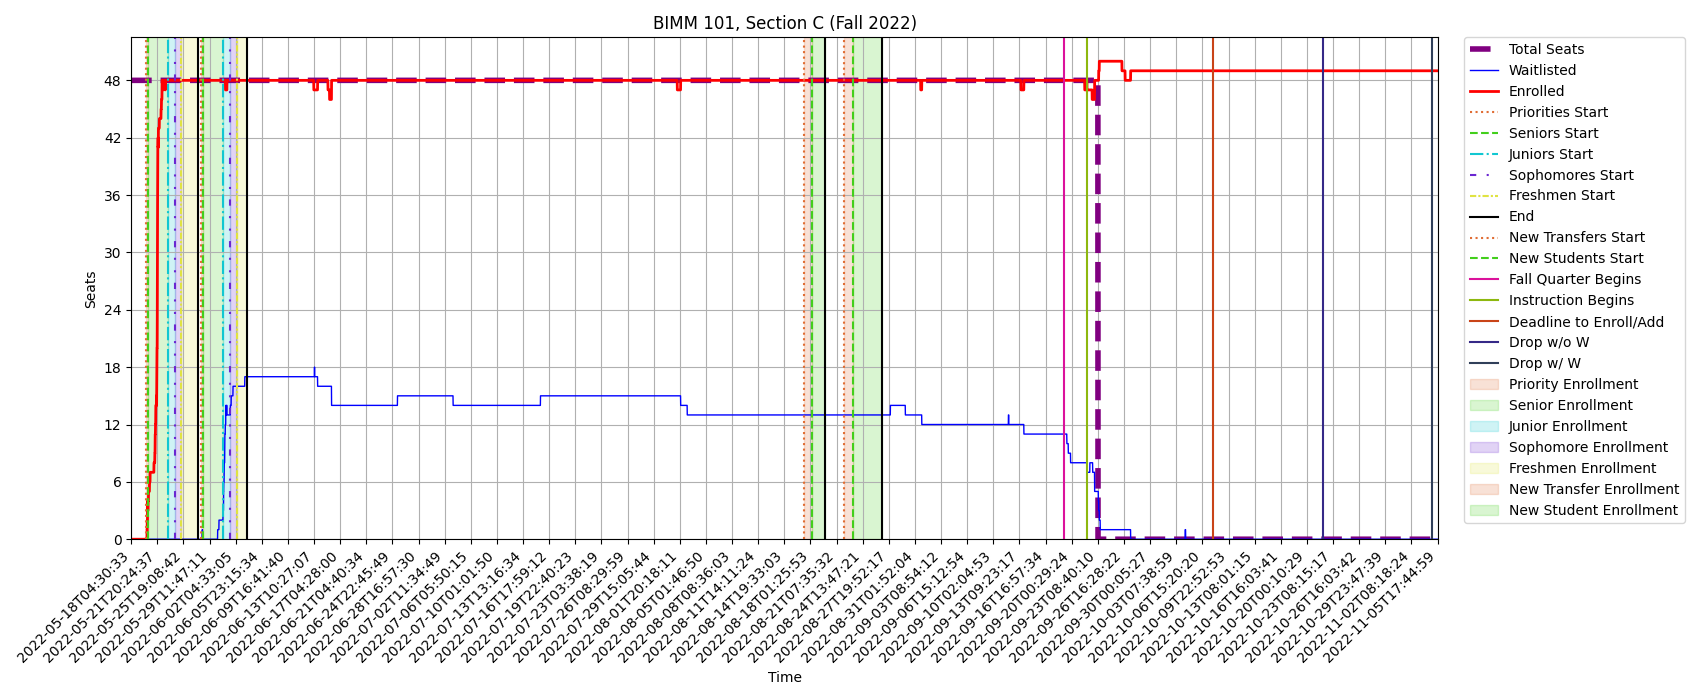 BIMM 101, Section C (Fall 2022)
Seats
48
42
36
30
24
18
12
6
0
2022-05-18T04:30:33
2022-05-21T20:24:37
2022-05-25T19:08:42
2022-05-29T11:47:11
2022-06-02T04:33:05
2022-06-05T23:15:34
2022-06-09T16:41:40
2022-06-13T10:27:07
2022-06-17T04:28:00
2022-06-21T04:40:34
2022-06-24T22:45:49
2022-06-28T16:57:30
2022-07-02T11:34:49
2022-07-06T05:50:15
2022-07-10T01:01:50
2022-07-13T13:16:34
2022-07-16T17:59:12
2022-07-19T22:40:23
2022-07-23T03:38:19
2022-07-26T08:29:59
2022-07-29T15:05:44
2022-08-01T20:18:11
2022-08-05T01:46:50
2022-08-08T08:36:03
2022-08-11T14:11:24
2022-08-14T19:33:03
2022-08-18T01:25:53
2022-08-21T07:35:32
2022-08-24T13:47:21
2022-08-27T19:52:17
2022-08-31T01:52:04
2022-09-03T08:54:12
2022-09-06T15:12:54
2022-09-10T02:04:53
2022-09-13T09:23:17
2022-09-16T16:57:34
2022-09-20T00:29:24
2022-09-23T08:40:10
2022-09-26T16:28:22
2022-09-30T00:05:27
2022-10-03T07:38:59
2022-10-06T15:20:20
2022-10-09T22:52:53
2022-10-13T08:01:15
2022-10-16T16:03:41
2022-10-20T00:10:29
2022-10-23T08:15:17
2022-10-26T16:03:42
2022-10-29T23:47:39
2022-11-02T08:18:24
2022-11-05T17:44:59
Time
Total Seats
Waitlisted
Enrolled
Priorities Start
Seniors Start
Juniors Start
Sophomores Start
Freshmen Start
End
New Transfers Start
New Students Start
Fall Quarter Begins
Instruction Begins
Deadline to Enroll/Add
Drop w/o W
Drop w/ W
Priority Enrollment
Senior Enrollment
Junior Enrollment
Sophomore Enrollment
Freshmen Enrollment
New Transfer Enrollment
New Student Enrollment